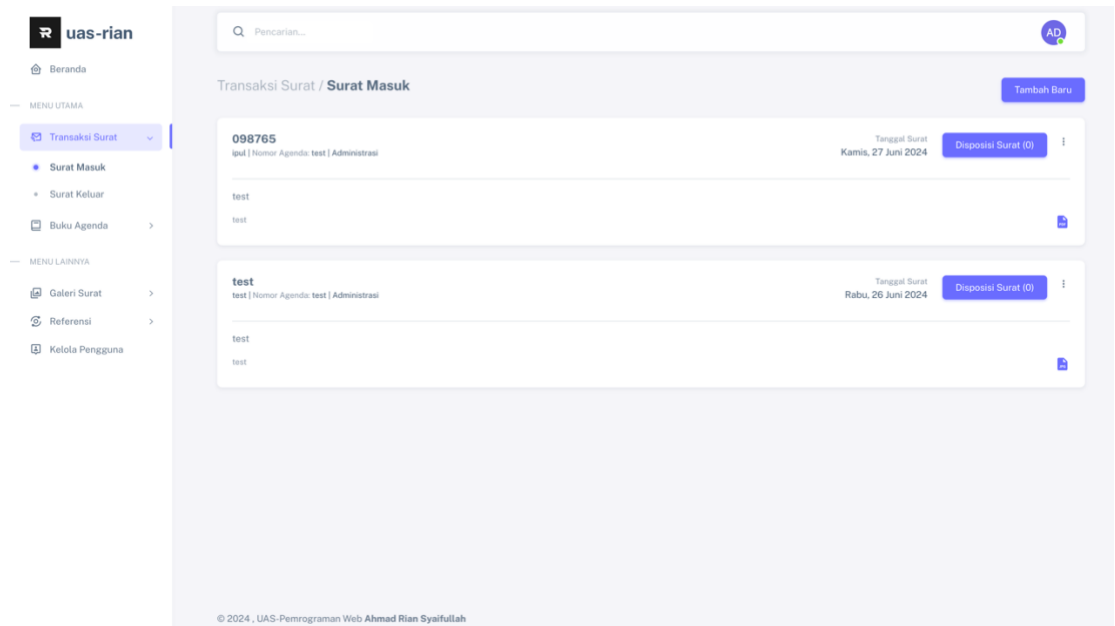 uas-rian
Beranda
MENU UTAMA
Transaksi Surat
Surat Masuk
Surat Keluar
Buku Agenda
MENU LAINNYA
Galeri Surat
Referensi
Kelola Pengguna
Pencarian...
AD
Transaksi Surat / Surat Masuk
Tambah Baru
098765
ipul | Nomor Agenda: test | Administrasi
Tanggal Surat
Kamis, 27 Juni 2024
Disposisi Surat (0)
test
test
test
test | Nomor Agenda: test | Administrasi
Tanggal Surat
Rabu, 26 Juni 2024
Disposisi Surat (0)
test
test
© 2024 , UAS-Pemrograman Web Ahmad Rian Syaifullah